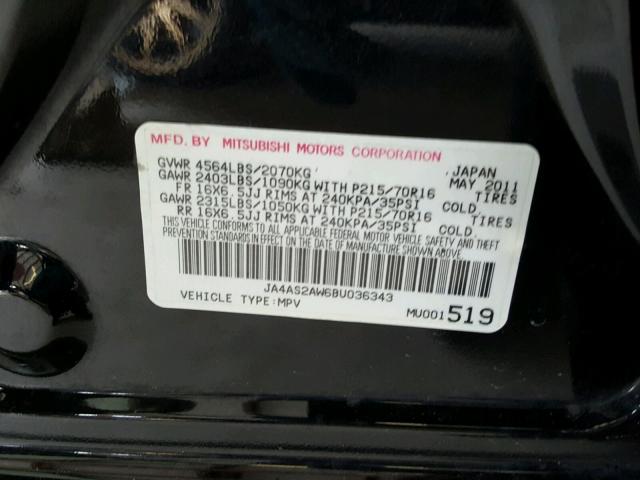 MFD. BY MITSUBISHI MOTORS CORPORATION
GVWR 4564LBS/2070KG JAPAN MAY, 2011
GAWR 2403LBS/1090KG WITH P215/70R16 TIRES
FR 16X6.5JJ RIMS AT 240KPA/35PSI COLD
GAWR 2315LBS/1050KG WITH P215/70R16 TIRES
RR 16X6.5JJ RIMS AT 240KPA/35PSI COLD.
THIS VEHICLE CONFORMS TO ALL APPLICABLE FEDERAL MOTOR VEHICLE SAFETY AND THEFT
PREVENTION STANDARDS IN EFFECT ON THE DATE OF MANUFACTURE SHOWN ABOVE.
JA4AS2AW6BU036343
VEHICLE TYPE:MPV MU001519